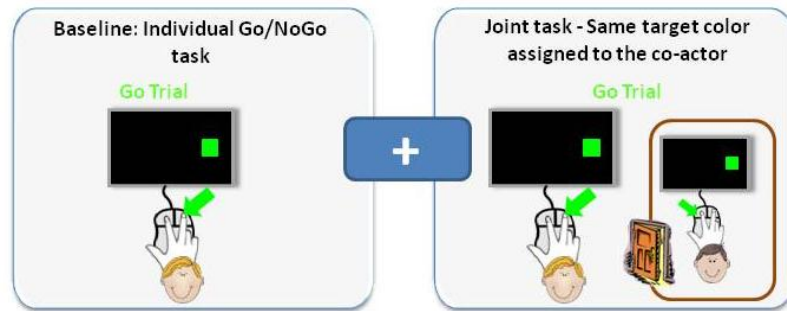 Baseline: Individual Go/NoGo
task
Go Trial
+
Joint task - Same target color
assigned to the co-actor
Go Trial